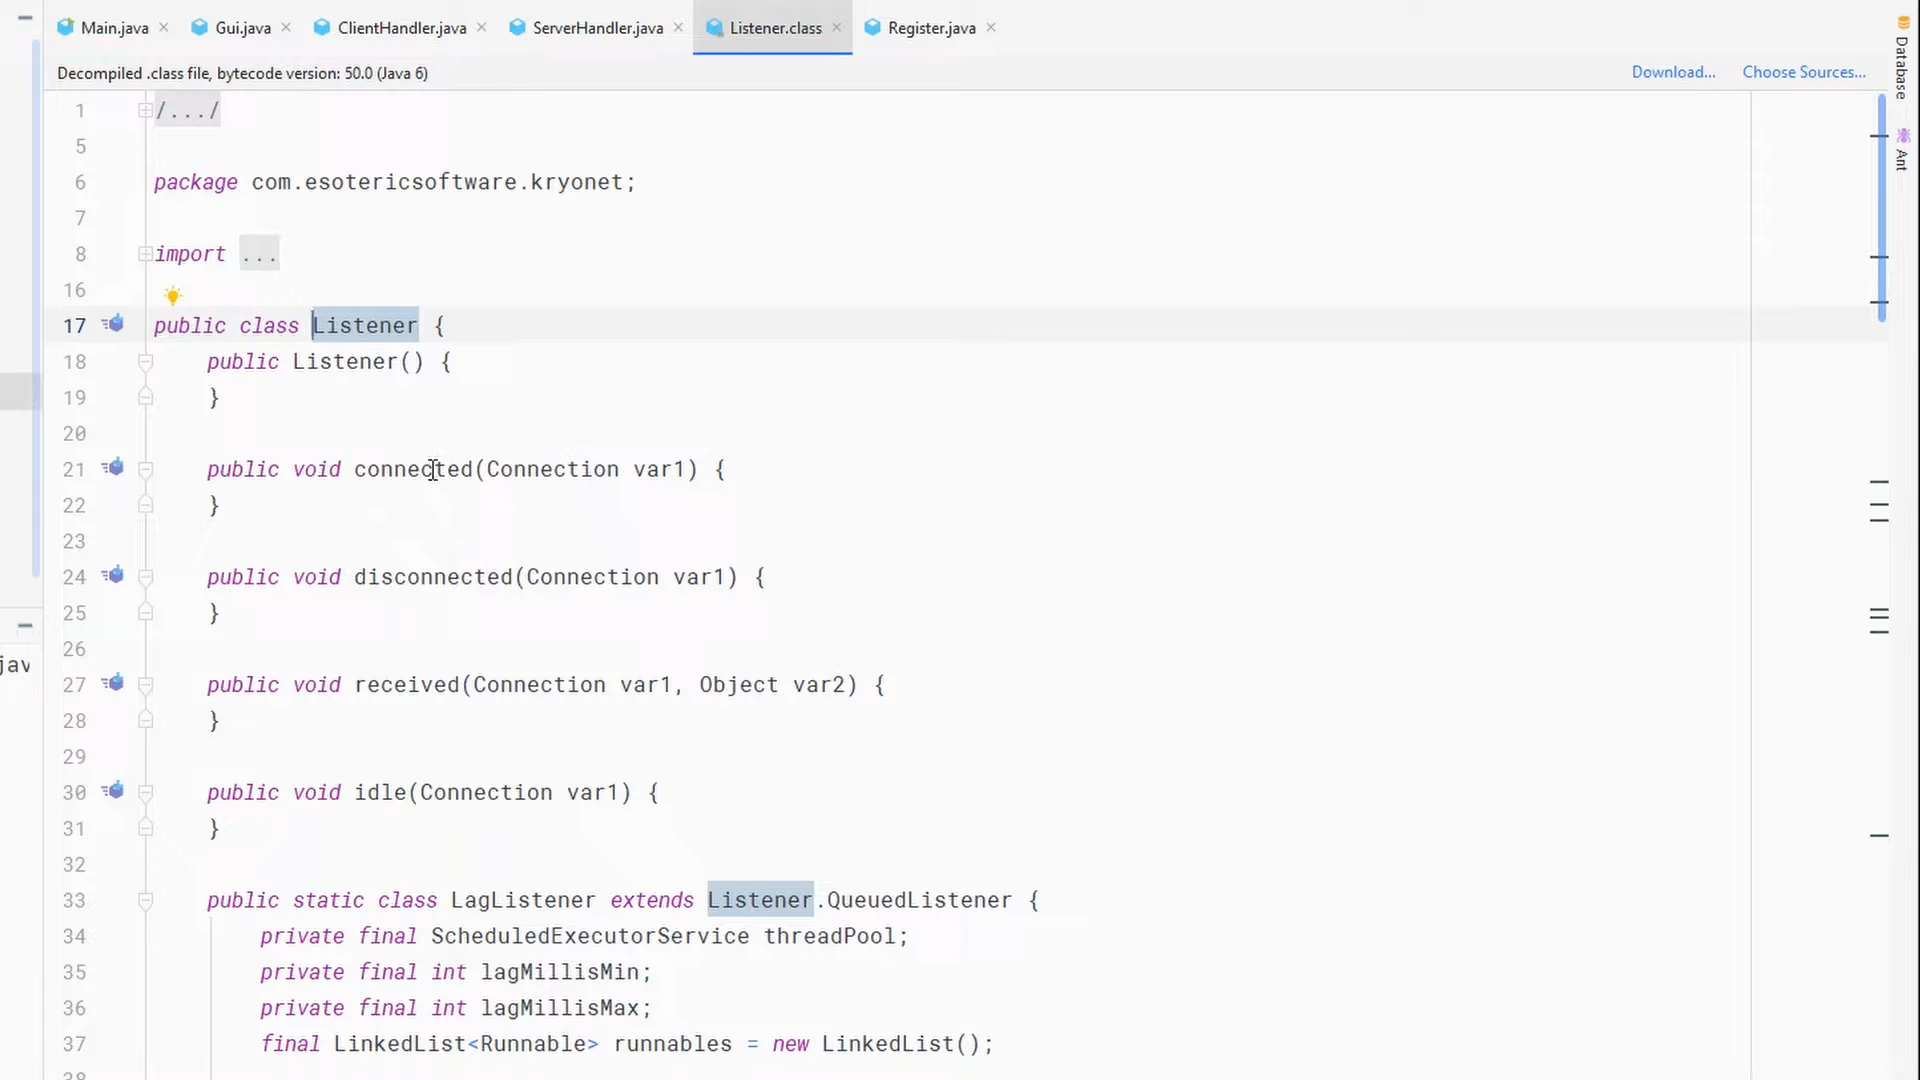 Main.java Gui.java ClientHandler.java ServerHandler.java Listener.class Register.java
Decompiled .class file, bytecode version: 50.0 (Java 6) Download... Choose Sources...
Database
Ant
jav
1 /.../
5
6 package com.esotericsoftware.kryonet;
7
8 import ...
16
17 public class Listener {
18 public Listener() {
19 }
20
21 public void connected(Connection var1) {
22 }
23
24 public void disconnected(Connection var1) {
25 }
26
27 public void received(Connection var1, Object var2) {
28 }
29
30 public void idle(Connection var1) {
31 }
32
33 public static class LagListener extends Listener.QueuedListener {
34 private final ScheduledExecutorService threadPool;
35 private final int lagMillisMin;
36 private final int lagMillisMax;
37 final LinkedList<Runnable> runnables = new LinkedList();
38